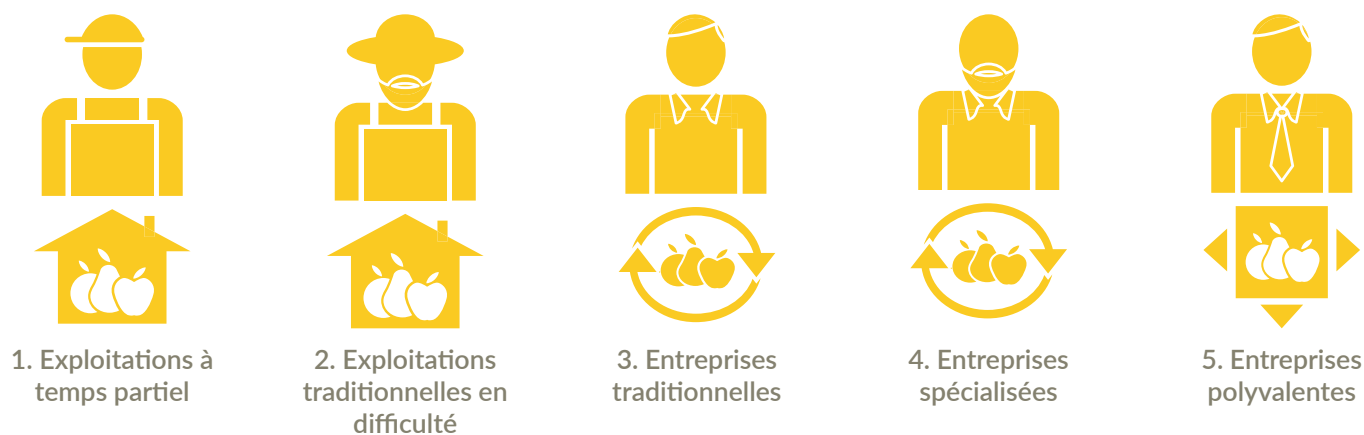 1. Exploitations à
temps partiel
2. Exploitations
traditionnelles en
difficulté
3. Entreprises
traditionnelles
4. Entreprises
spécialisées
5. Entreprises
polyvalentes